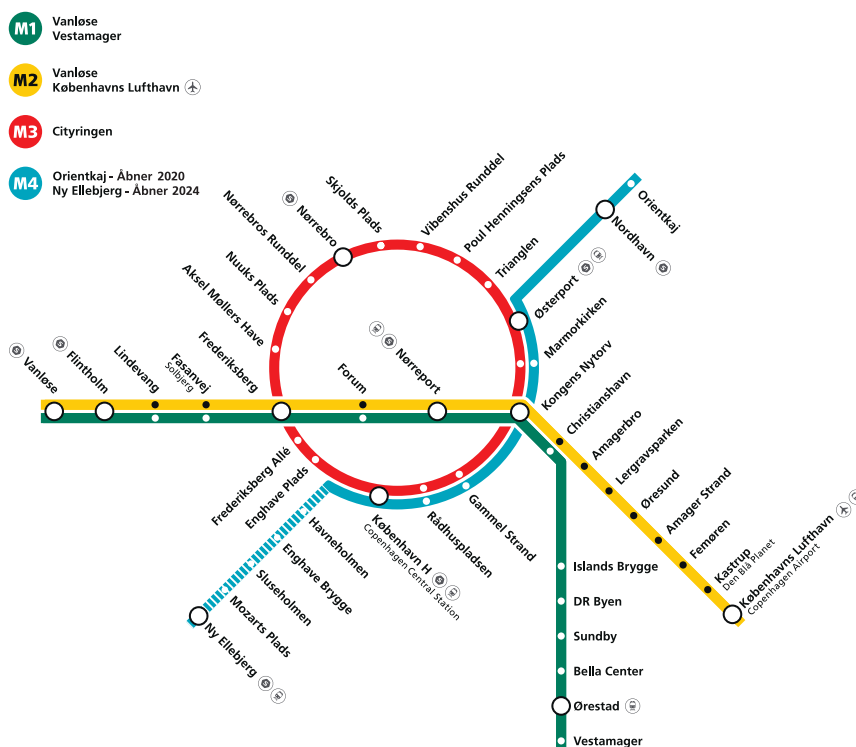 M1
Vanløse
Vestamager
M2
Vanløse
Københavns Lufthavn
M3
Cityringen
M4
Orientkaj - Åbner 2020
Ny Ellebjerg - Åbner 2024
Vanløse
Flintholm
Lindevang
Fasanvej
Solbjerg
Frederiksberg
Aksel Møllers Have
Nuuks Plads
Nørrebros Runddel
Nørrebro
Skjolds Plads
Vibenshus Runddel
Poul Henningsens Plads
Trianglen
Østerport
Nordhavn
Orientkaj
Marmorkirken
Kongens Nytorv
Forum
Nørreport
Christianshavn
Amagerbro
Lergravsparken
Øresund
Amager Strand
Femøren
Kastrup
Den Blå Planet
Københavns Lufthavn
Copenhagen Airport
Frederiksberg Allé
Enghave Plads
København H
Copenhagen Central Station
Rådhuspladsen
Gammel Strand
Havneholmen
Enghave Brygge
Sluseholmen
Mozarts Plads
Ny Ellebjerg
Islands Brygge
DR Byen
Sundby
Bella Center
Ørestad
Vestamager